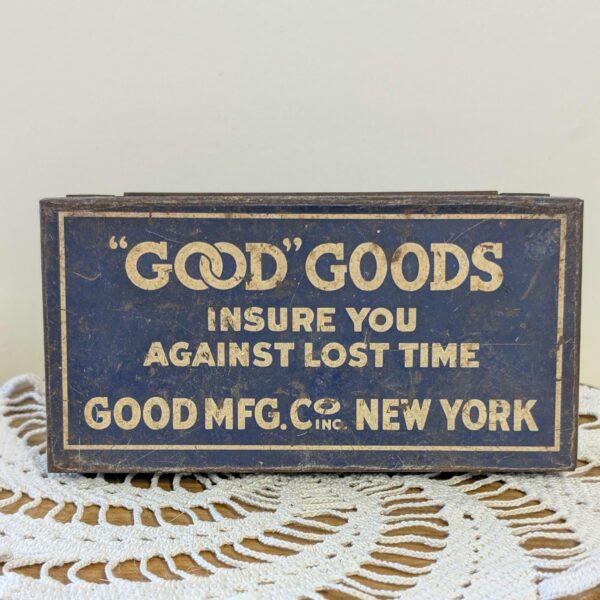 “GOOD” GOODS
INSURE YOU
AGAINST LOST TIME
GOOD MFG. CO INC. NEW YORK